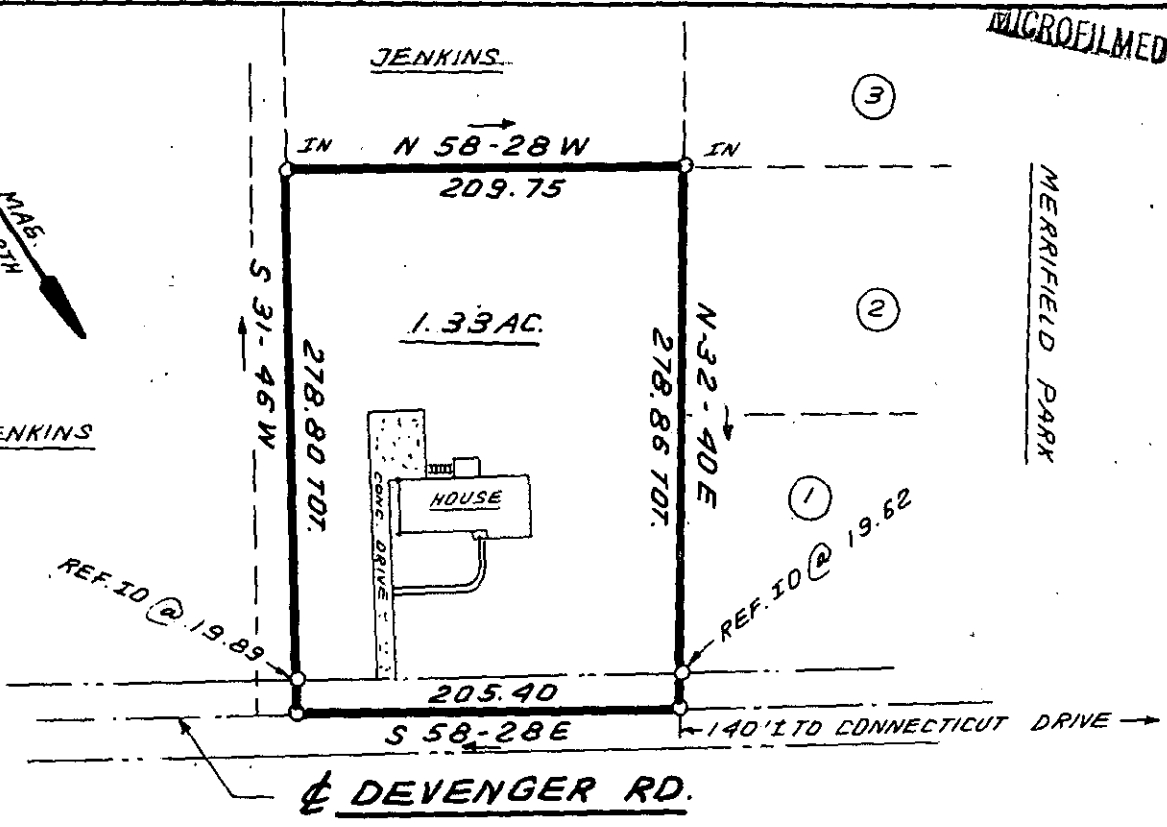 MICROFILMED
JENKINS
3
IN
N 58-28 W
IN
209.75
MAG.
MERRIFIELD PARK
S 31-46 W
278.80 TOT.
1.33 AC.
278.86 TOT.
N-32-40 E
2
ENKINS
CONC. DRIVE
HOUSE
1
REF. IO @ 19.89
REF. IO @ 19.62
205.40
S 58-28 E
140'± TO CONNECTICUT DRIVE
℄ DEVENGER RD.